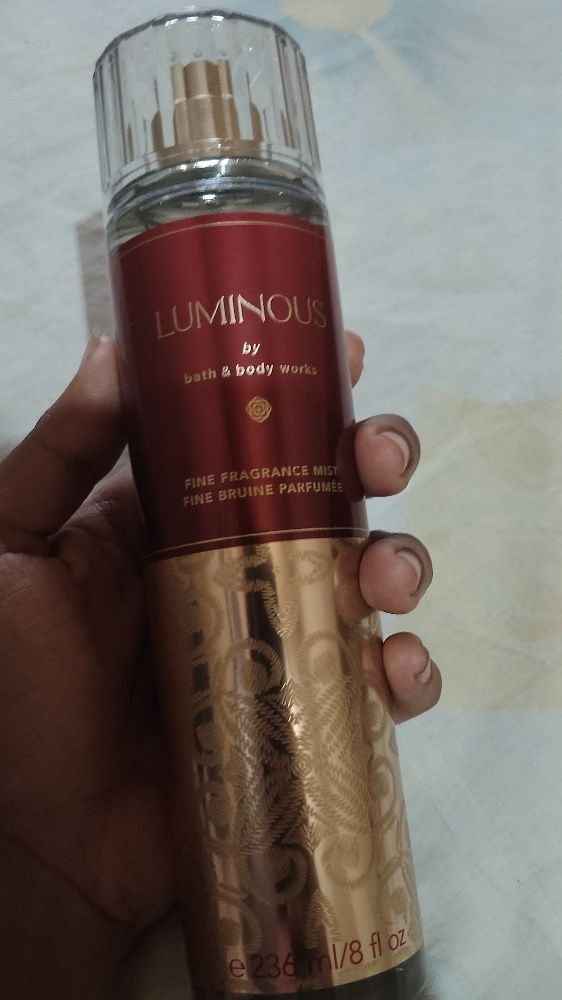 LUMINOUS
by
bath & body works
FINE FRAGRANCE MIST
FINE BRUINE PARFUMÉE
e 236 ml/8 fl oz